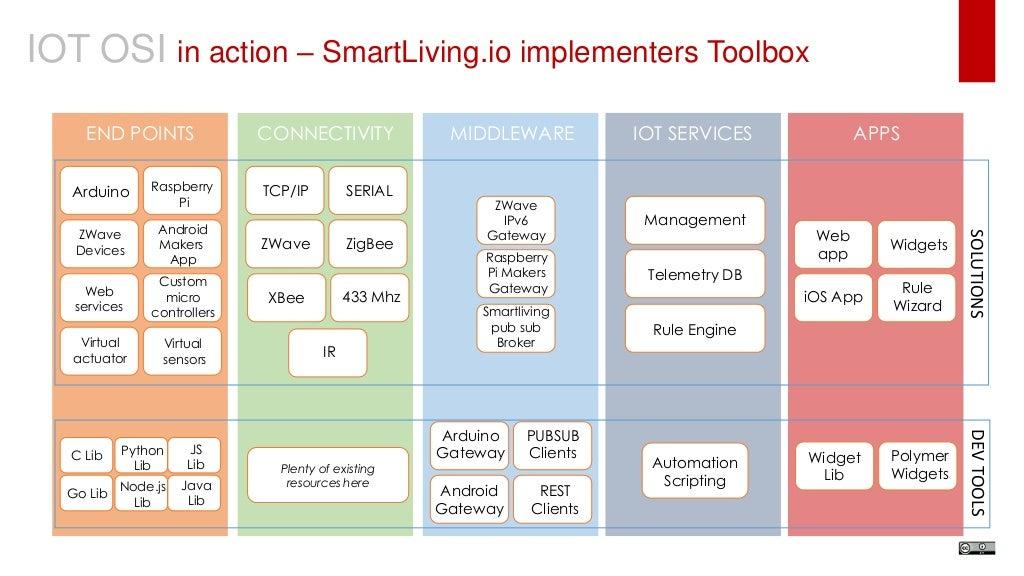 IOT OSI in action – SmartLiving.io implementers Toolbox
END POINTS
CONNECTIVITY
MIDDLEWARE
IOT SERVICES
APPS
Arduino
Raspberry
Pi
ZWave
Devices
Android
Makers
App
Web
services
Custom
micro
controllers
Virtual
actuator
Virtual
sensors
TCP/IP
SERIAL
ZWave
ZigBee
XBee
433 Mhz
IR
ZWave
IPv6
Gateway
Raspberry
Pi Makers
Gateway
Smartliving
pub sub
Broker
Management
Telemetry DB
Rule Engine
Web
app
Widgets
iOS App
Rule
Wizard
SOLUTIONS
C Lib
Python
Lib
JS
Lib
Go Lib
Node.js
Lib
Java
Lib
Plenty of existing
resources here
Arduino
Gateway
PUBSUB
Clients
Android
Gateway
REST
Clients
Automation
Scripting
Widget
Lib
Polymer
Widgets
DEV TOOLS